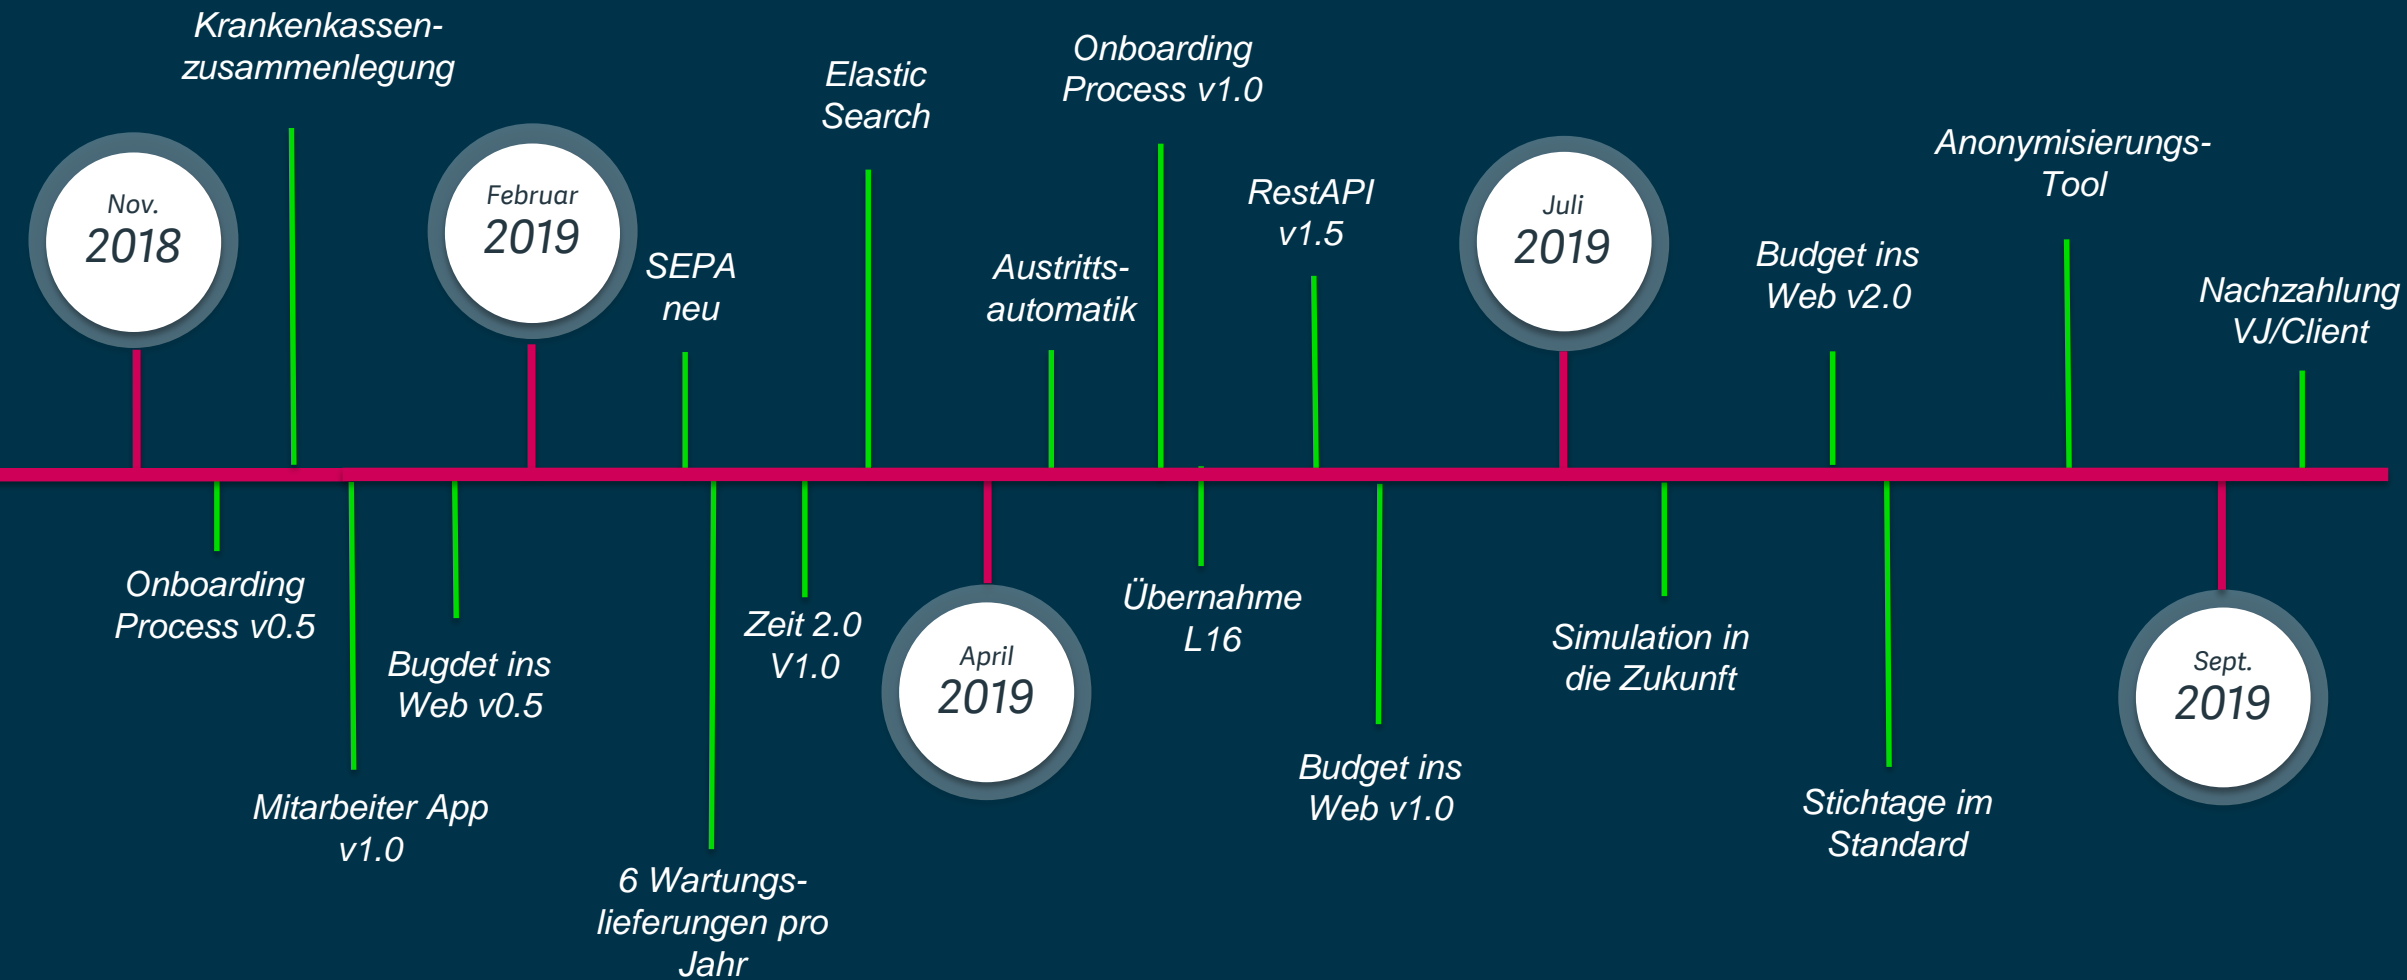 Krankenkassen-
zusammenlegung
Nov.
2018
Februar
2019
SEPA
neu
Elastic
Search
Austritts-
automatik
Onboarding
Process v1.0
RestAPI
v1.5
Juli
2019
Budget ins
Web v2.0
Anonymisierungs-
Tool
Nachzahlung
VJ/Client
Onboarding
Process v0.5
Mitarbeiter App
v1.0
Bugdet ins
Web v0.5
6 Wartungs-
lieferungen pro
Jahr
Zeit 2.0
V1.0
April
2019
Übernahme
L16
Budget ins
Web v1.0
Simulation in
die Zukunft
Stichtage im
Standard
Sept.
2019